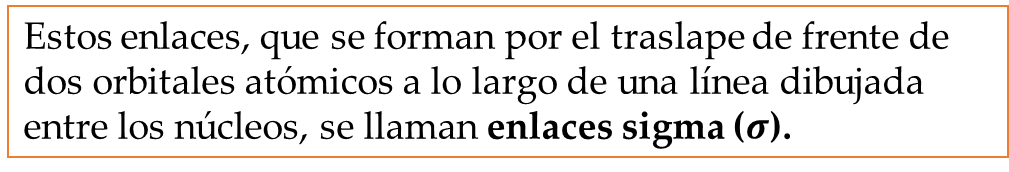 Estos enlaces, que se forman por el traslape de frente de
dos orbitales atómicos a lo largo de una línea dibujada
entre los núcleos, se llaman enlaces sigma (σ).